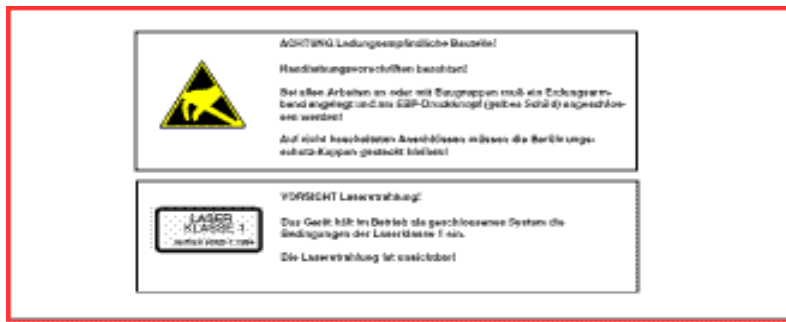 ACHTUNG Ladungsempfindliche Bauteile!
Handhabungsvorschriften beachten!
Bei allen Arbeiten an oder mit Baugruppen muß ein Erdungsarm-
band angelegt und am EBP-Druckknopf (gelbes Schild) angeschlos-
sen werden!
Auf nicht beschalteten Anschlüssen müssen die Berührungs-
schutz-Kappen gesteckt bleiben!
VORSICHT Laserstrahlung!
LASER
KLASSE 1
Das Gerät hält im Betrieb als geschlossenes System die
Bedingungen der Laserklasse 1 ein.
Die Laserstrahlung ist unsichtbar!